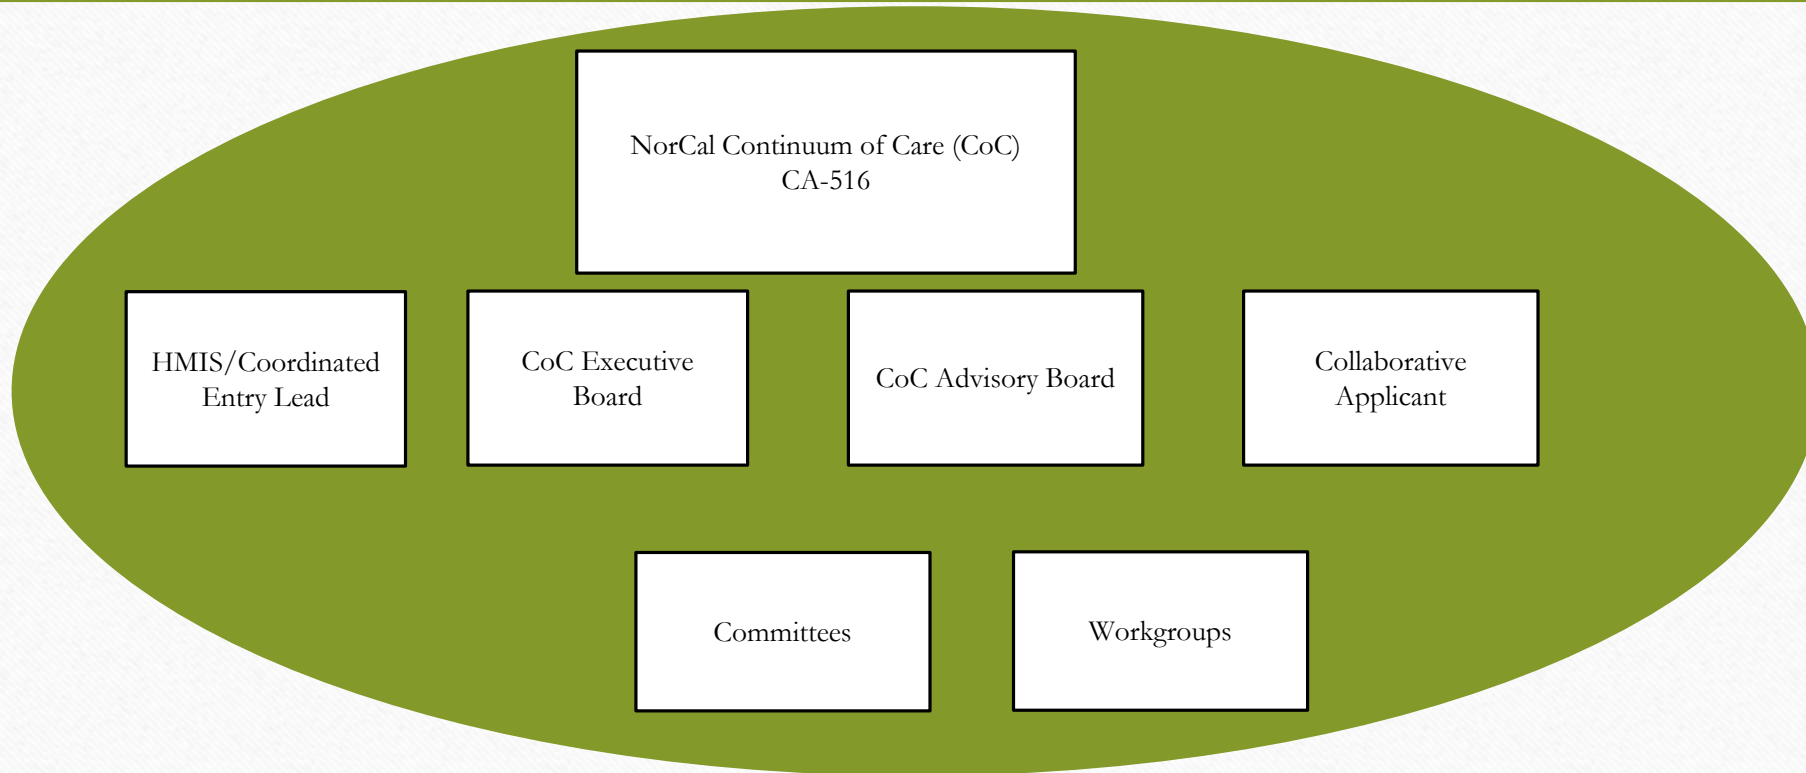 NorCal Continuum of Care (CoC)
CA-516
HMIS/Coordinated
Entry Lead
CoC Executive
Board
CoC Advisory Board
Collaborative
Applicant
Committees
Workgroups